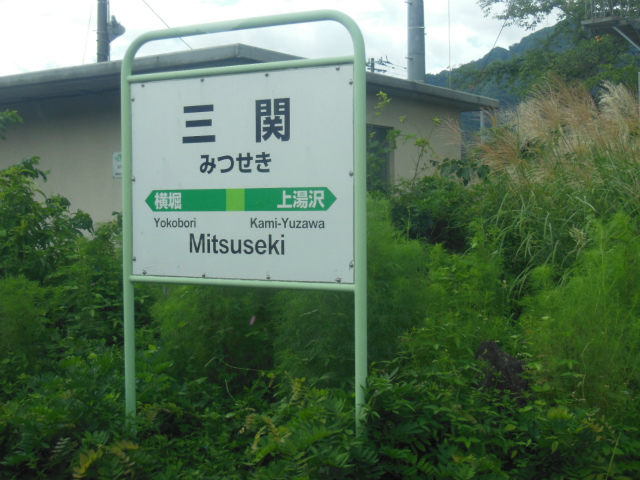 三 関
みつせき
横堀 上湯沢
Yokobori Kami-Yuzawa
Mitsuseki